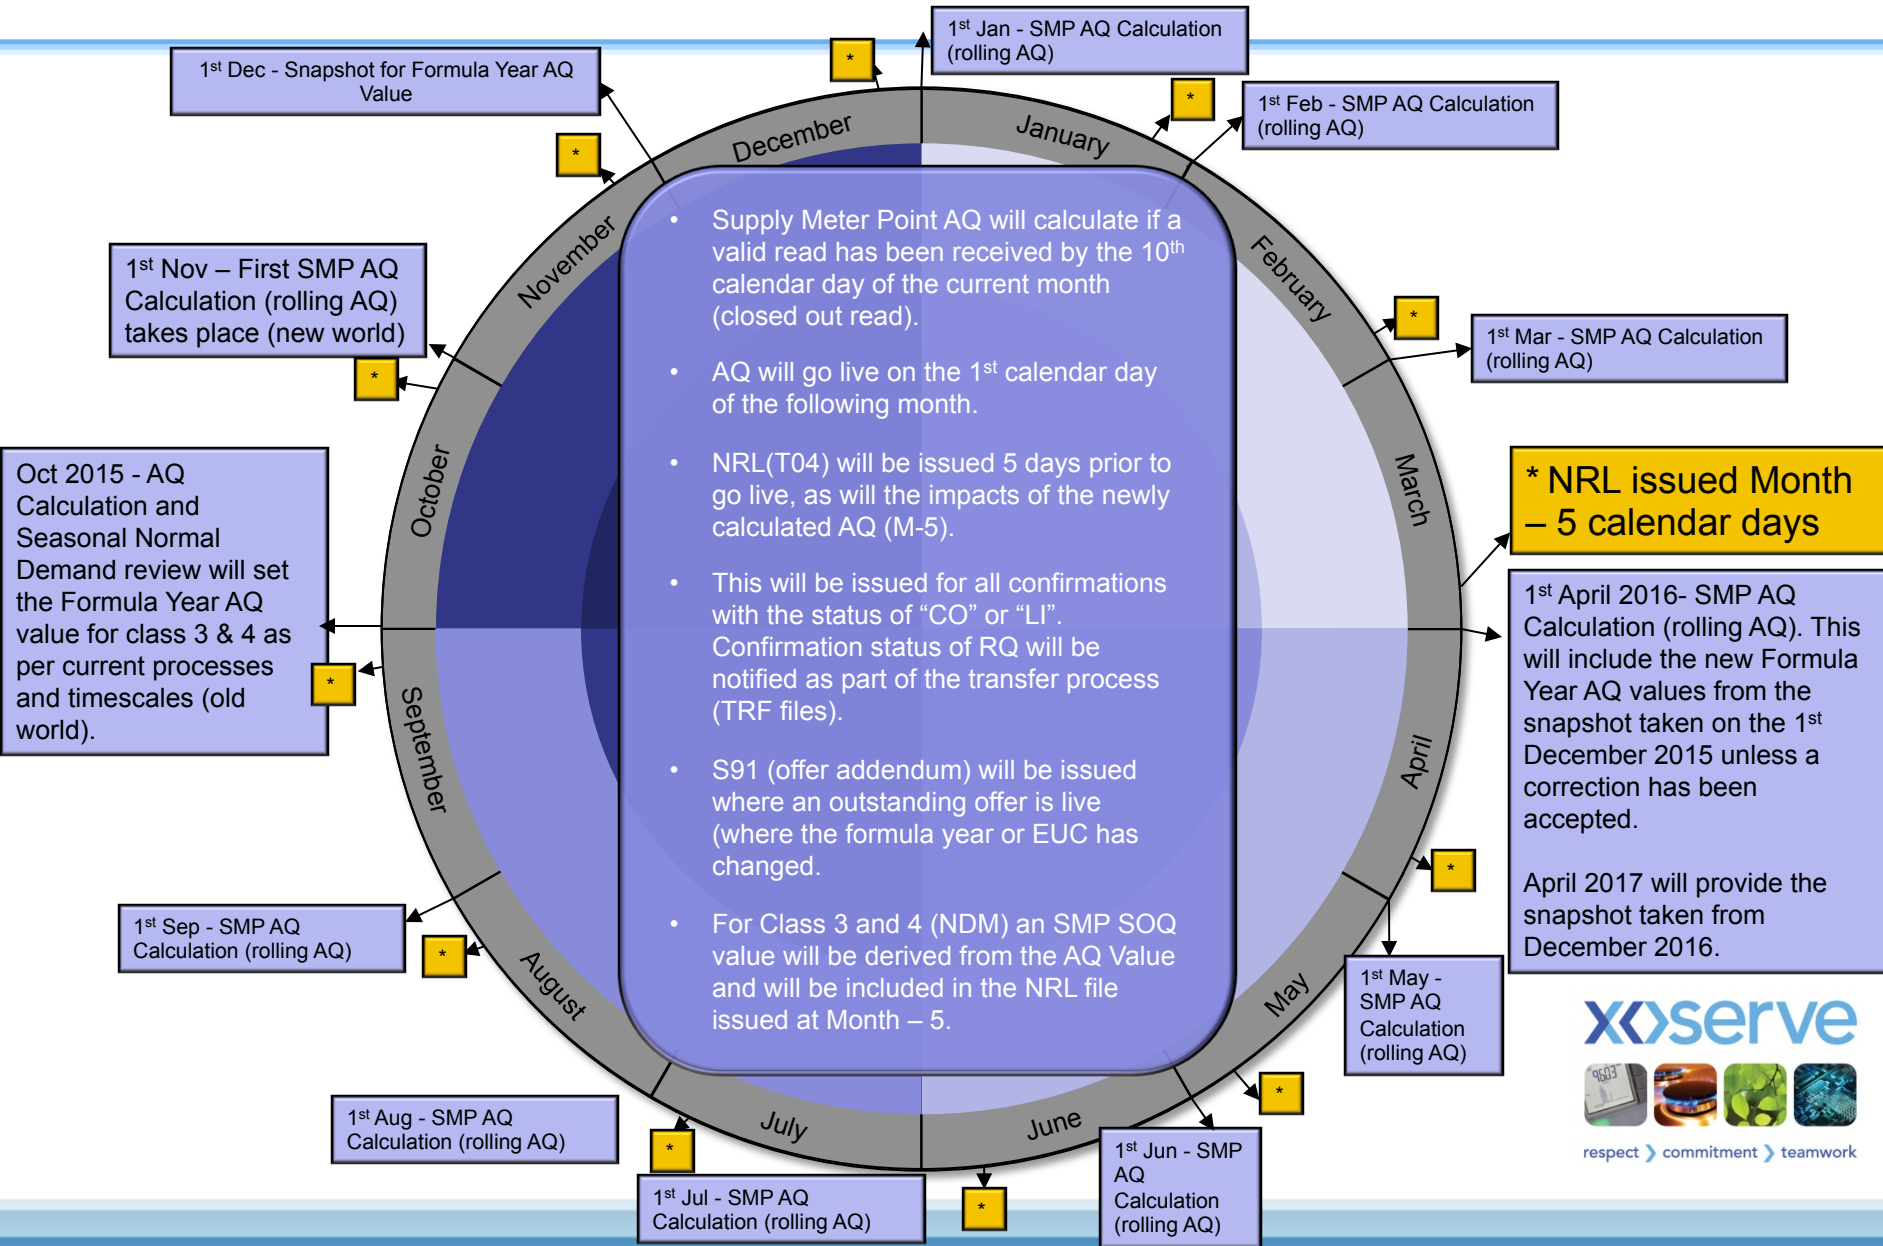 1st Jan - SMP AQ Calculation
(rolling AQ)
*
1st Dec - Snapshot for Formula Year AQ
Value
*
1st Feb - SMP AQ Calculation
(rolling AQ)
December
January
*
November
February
1st Nov – First SMP AQ
Calculation (rolling AQ)
takes place (new world)
*
*
1st Mar - SMP AQ Calculation
(rolling AQ)
October
March
Oct 2015 - AQ
Calculation and
Seasonal Normal
Demand review will set
the Formula Year AQ
value for class 3 & 4 as
per current processes
and timescales (old
world).
*
• Supply Meter Point AQ will calculate if a
valid read has been received by the 10th
calendar day of the current month
(closed out read).
• AQ will go live on the 1st calendar day
of the following month.
• NRL(T04) will be issued 5 days prior to
go live, as will the impacts of the newly
calculated AQ (M-5).
• This will be issued for all confirmations
with the status of “CO” or “LI”.
Confirmation status of RQ will be
notified as part of the transfer process
(TRF files).
• S91 (offer addendum) will be issued
where an outstanding offer is live
(where the formula year or EUC has
changed.
• For Class 3 and 4 (NDM) an SMP SOQ
value will be derived from the AQ Value
and will be included in the NRL file
issued at Month – 5.
* NRL issued Month
– 5 calendar days
1st April 2016- SMP AQ
Calculation (rolling AQ). This
will include the new Formula
Year AQ values from the
snapshot taken on the 1st
December 2015 unless a
correction has been
accepted.
April 2017 will provide the
snapshot taken from
December 2016.
September
April
*
1st Sep - SMP AQ
Calculation (rolling AQ)
*
August
May
1st May -
SMP AQ
Calculation
(rolling AQ)
*
1st Aug - SMP AQ
Calculation (rolling AQ)
July
June
*
1st Jun - SMP
AQ
Calculation
(rolling AQ)
1st Jul - SMP AQ
Calculation (rolling AQ)
*
xoserve
9603
respect > commitment > teamwork